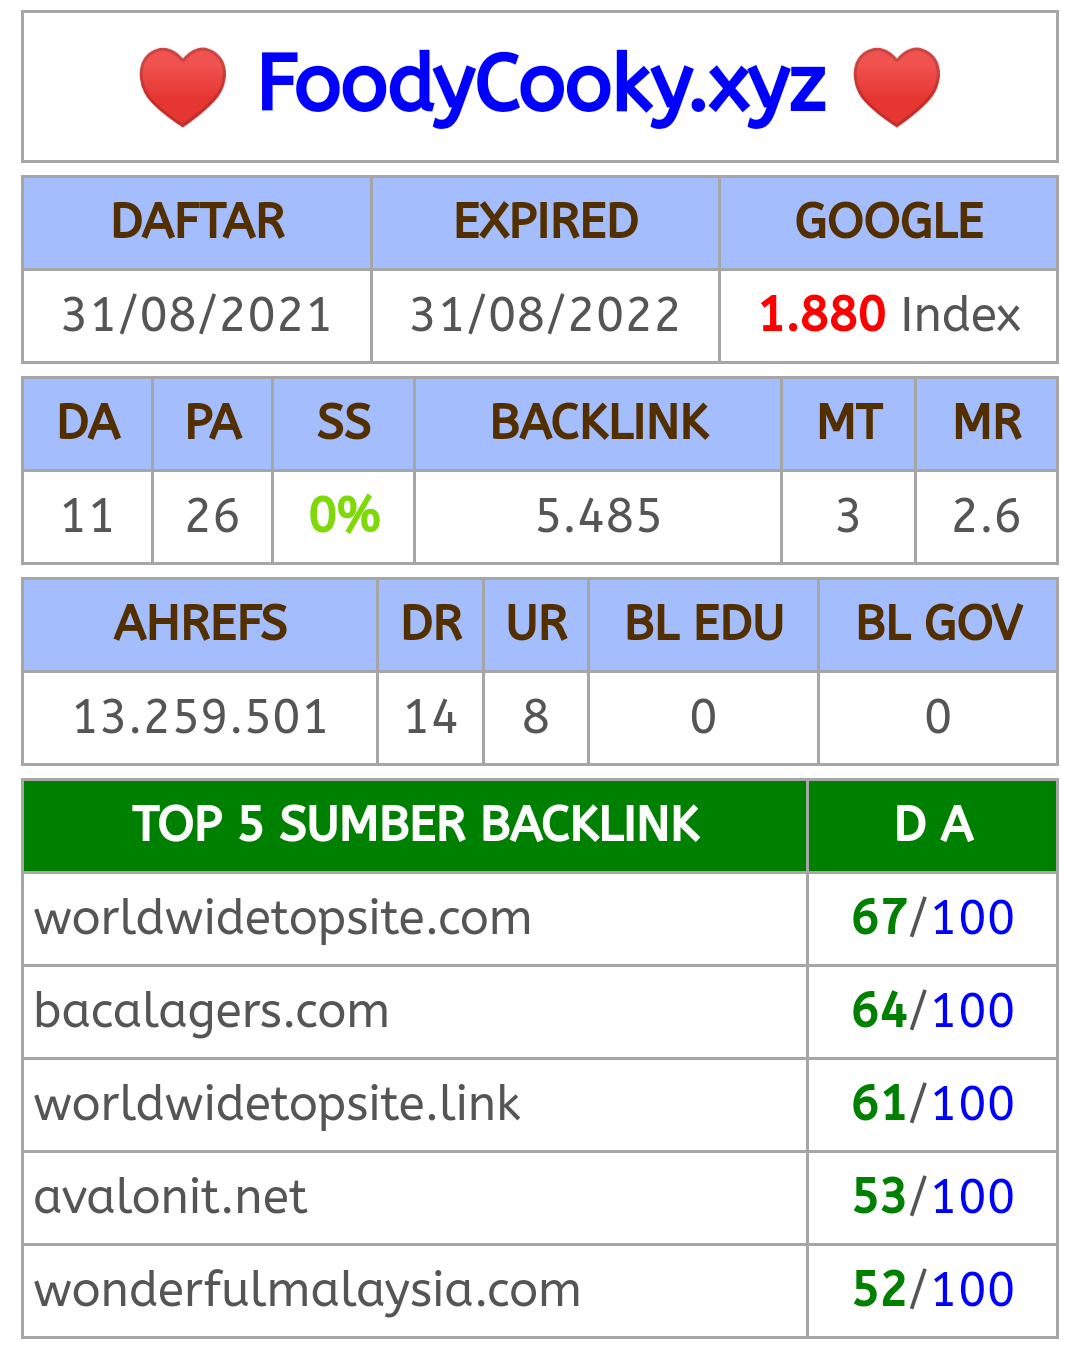 ❤ FoodyCooky.xyz ❤
DAFTAR EXPIRED GOOGLE
31/08/2021 31/08/2022 1.880 Index
DA PA SS BACKLINK MT MR
11 26 0% 5.485 3 2.6
AHREFS DR UR BL EDU BL GOV
13.259.501 14 8 0 0
TOP 5 SUMBER BACKLINK D A
worldwidetopsite.com 67/100
bacalagers.com 64/100
worldwidetopsite.link 61/100
avalonit.net 53/100
wonderfulmalaysia.com 52/100